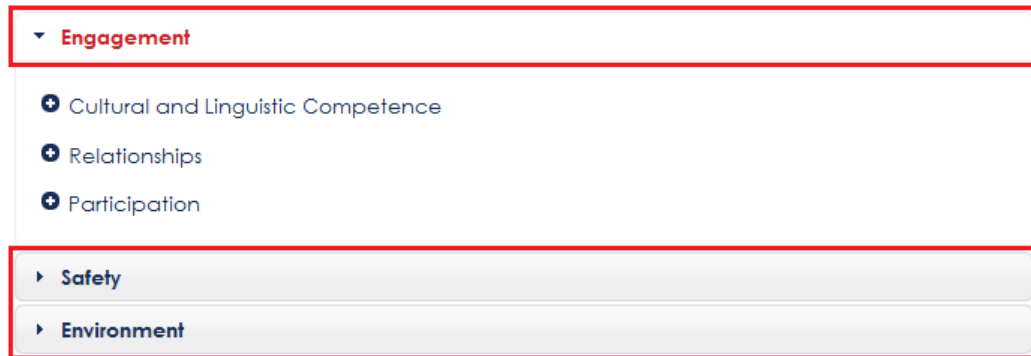 Engagement
Cultural and Linguistic Competence
Relationships
Participation
Safety
Environment